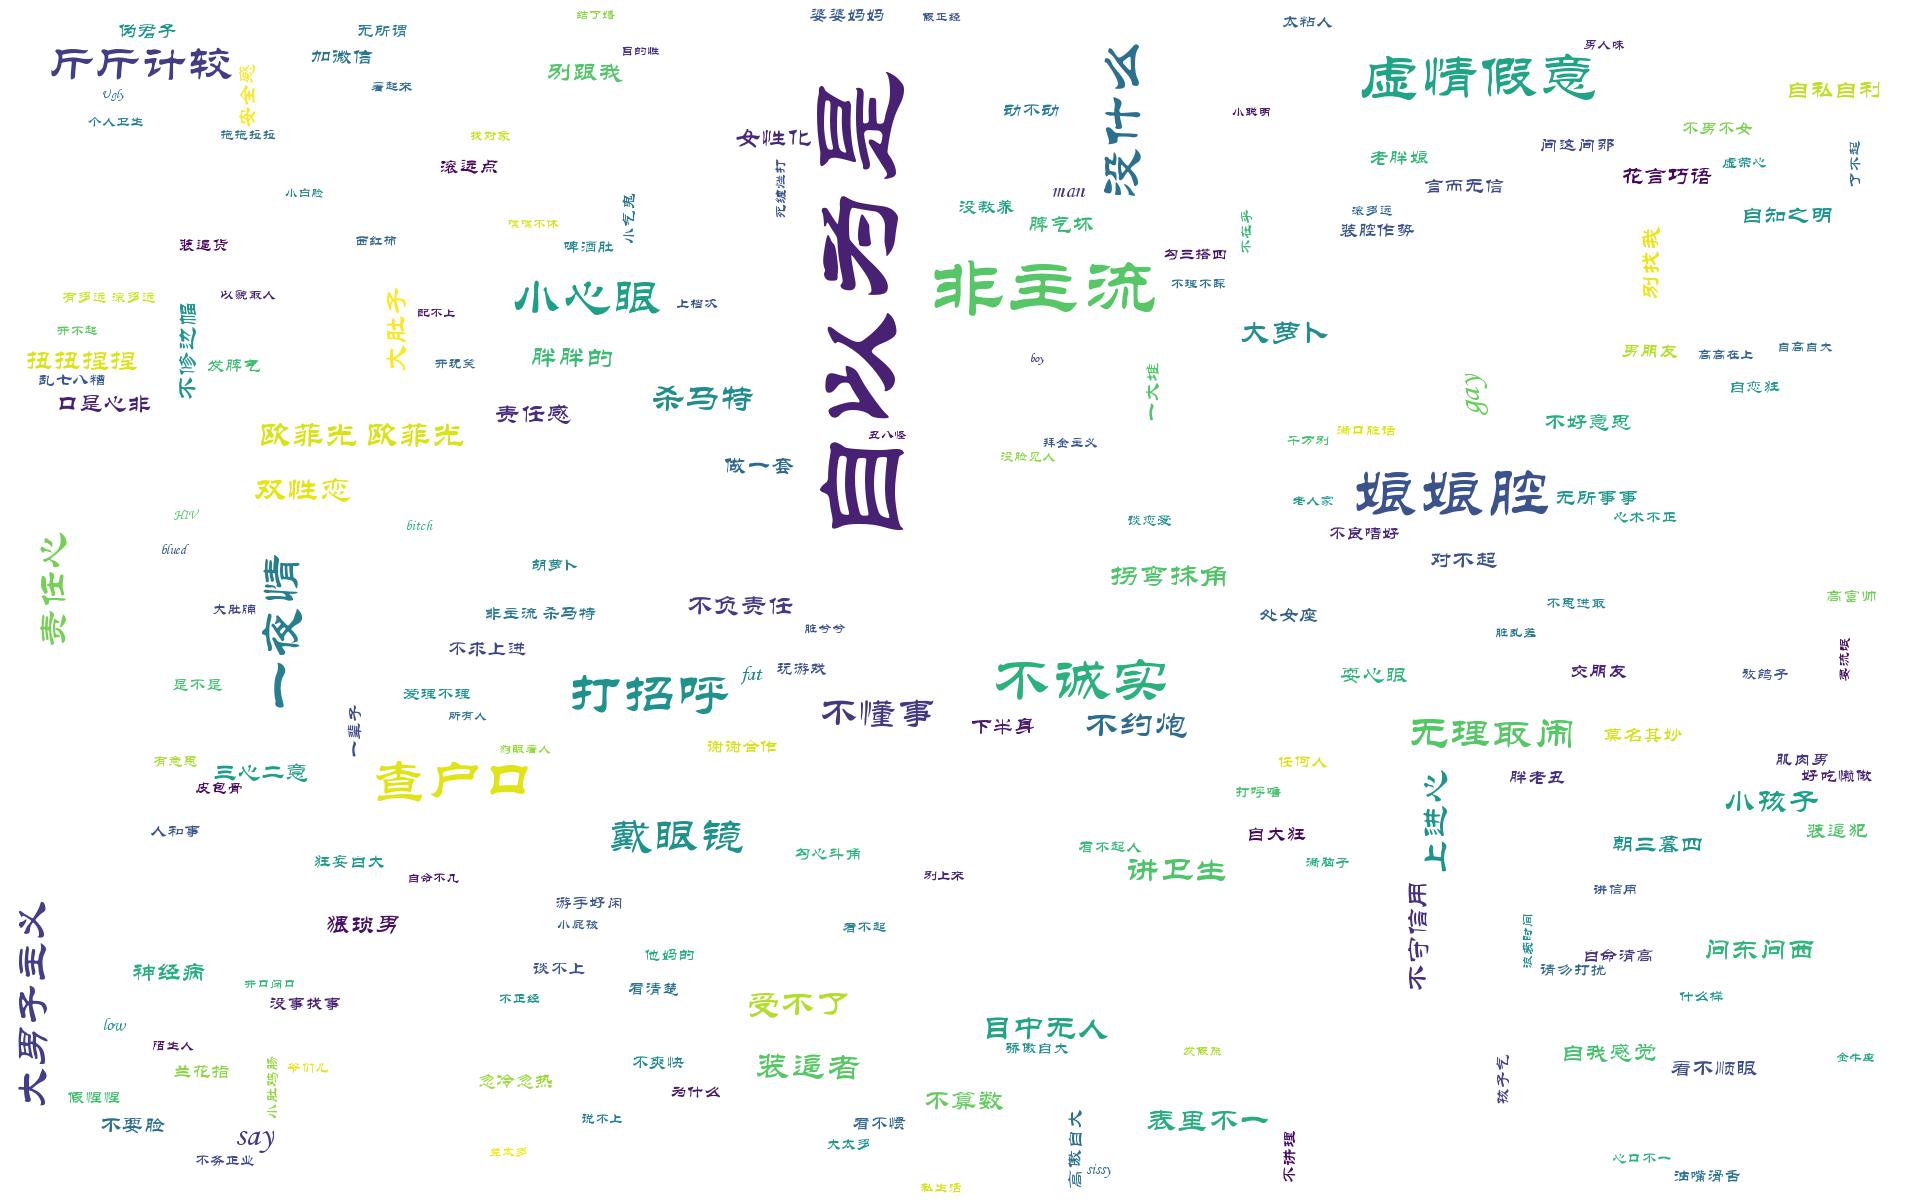 结了婚
婆婆妈妈
假正经
太粘人
伪君子
无所谓
男人味
斤斤计较
加微信
目的性
没什么
虚情假意
别跟我
安全感
看起来
自私自利
Ugly
个人卫生
拖拖拉拉
找对象
女性化
自以为是
动不动
小聪明
不男不女
问这问那
滚远点
老胖娘
虚荣心
了不起
花言巧语
死缠烂打
man
言而无信
小白脸
小气鬼
没教养
滚多远
自知之明
脾气坏
不在乎
装腔作势
装逼货
啤酒肚
勾三搭四
别找我
非主流
不理不睬
有多远 滚多远
以貌取人
大肚子
小心眼
上档次
配不上
不修边幅
开不起
大萝卜
扭扭捏捏
发脾气
开玩笑
胖胖的
boy
男朋友
高高在上
自高自大
乱七八糟
一大堆
gay
自恋狂
口是心非
责任感
杀马特
不好意思
欧菲光 欧菲光
丑八怪
拜金主义
千万别
满口脏话
没脸见人
做一套
双性恋
娘娘腔
无所事事
老人家
HIV
bitch
谈恋爱
心术不正
不良嗜好
blued
责任心
一夜情
胡萝卜
对不起
拐弯抹角
大肚腩
非主流 杀马特
不负责任
处女座
不思进取
高富帅
脏兮兮
脏乱差
不求上进
耍流氓
是不是
爱理不理
打招呼
fat
玩游戏
不诚实
耍心眼
交朋友
放鸽子
所有人
一辈子
不懂事
下半身
不约炮
无理取闹
莫名其妙
狗眼看人
谢谢合作
有意思
三心二意
查户口
任何人
肌肉男
皮包骨
胖老丑
好吃懒做
打呼噜
上进心
小孩子
人和事
戴眼镜
自大狂
装逼犯
狂妄自大
勾心斗角
看不起人
讲卫生
满脑子
朝三暮四
自命不凡
别上来
不守信用
讲信用
大男子主义
猥琐男
游手好闲
小屁孩
看不起
浪费时间
他妈的
自命清高
问东问西
神经病
谈不上
请勿打扰
开口闭口
看清楚
没事找事
不正经
受不了
什么样
low
目中无人
陌生人
骄傲自大
发假照
自我感觉
兰花指
小肚鸡肠
爷们儿
不爽快
装逼者
孩子气
看不顺眼
金牛座
忽冷忽热
为什么
假惺惺
不算数
不要脸
说不上
看不惯
高傲自大
表里不一
say
大太多
不讲理
不务正业
sissy
心口不一
油嘴滑舌
私生活